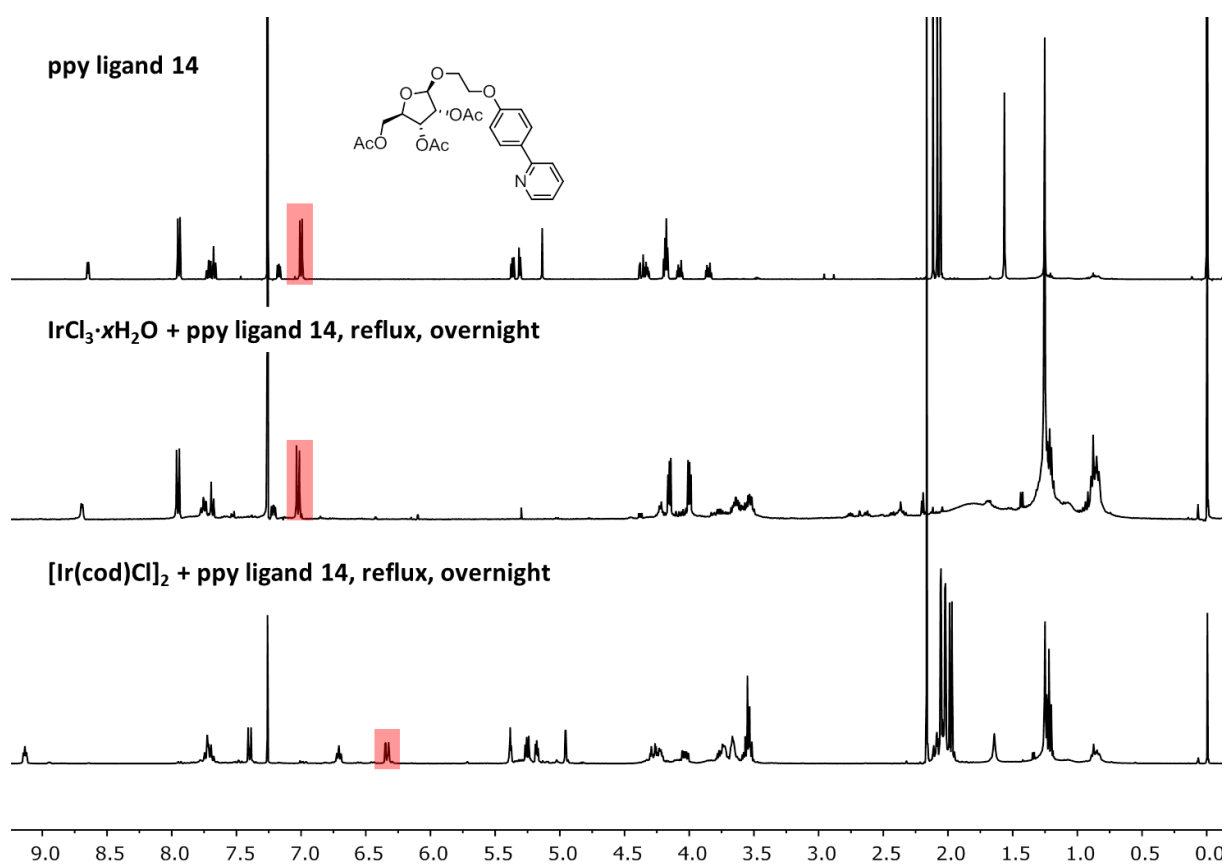 ppy ligand 14
O
O
O
OAc
AcO
OAc
N
IrCl₃·xH₂O + ppy ligand 14, reflux, overnight
[Ir(cod)Cl]₂ + ppy ligand 14, reflux, overnight
9.0 8.5 8.0 7.5 7.0 6.5 6.0 5.5 5.0 4.5 4.0 3.5 3.0 2.5 2.0 1.5 1.0 0.5 0.0